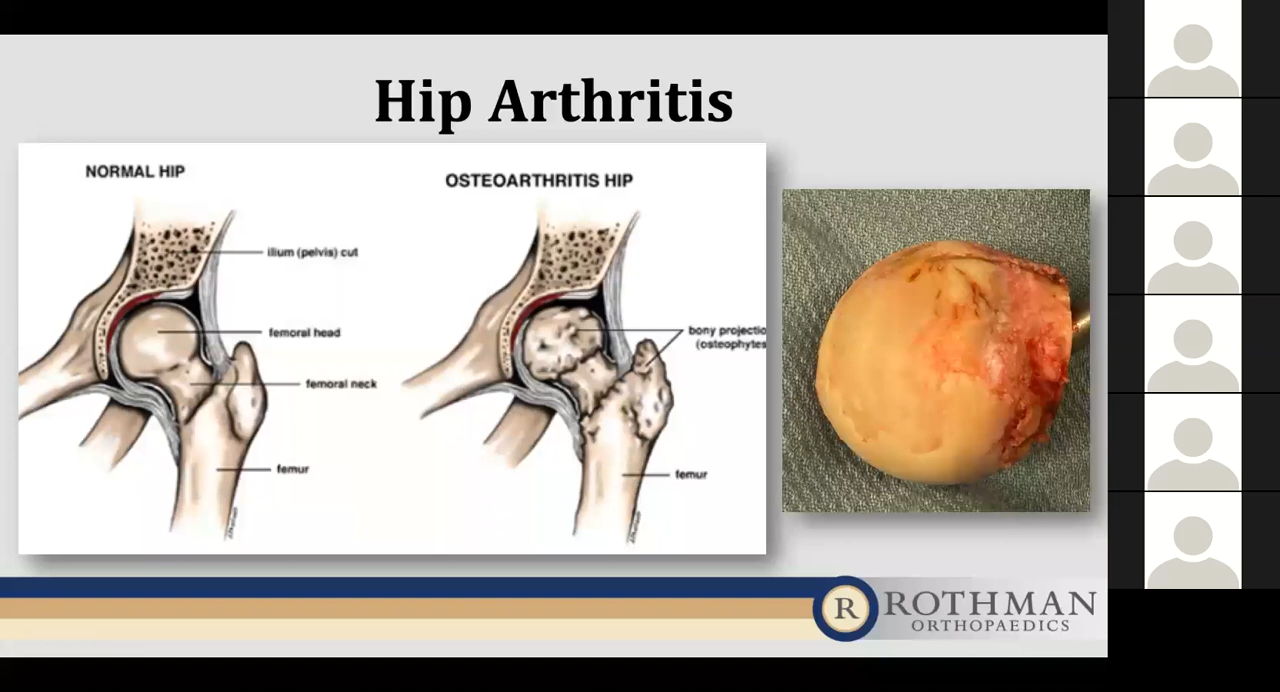 Hip Arthritis
NORMAL HIP
ilium (pelvis) cut
femoral head
femoral neck
femur
OSTEOARTHRITIS HIP
bony projectio
(osteophytes
femur
R
ROTHMAN
ORTHOPAEDICS